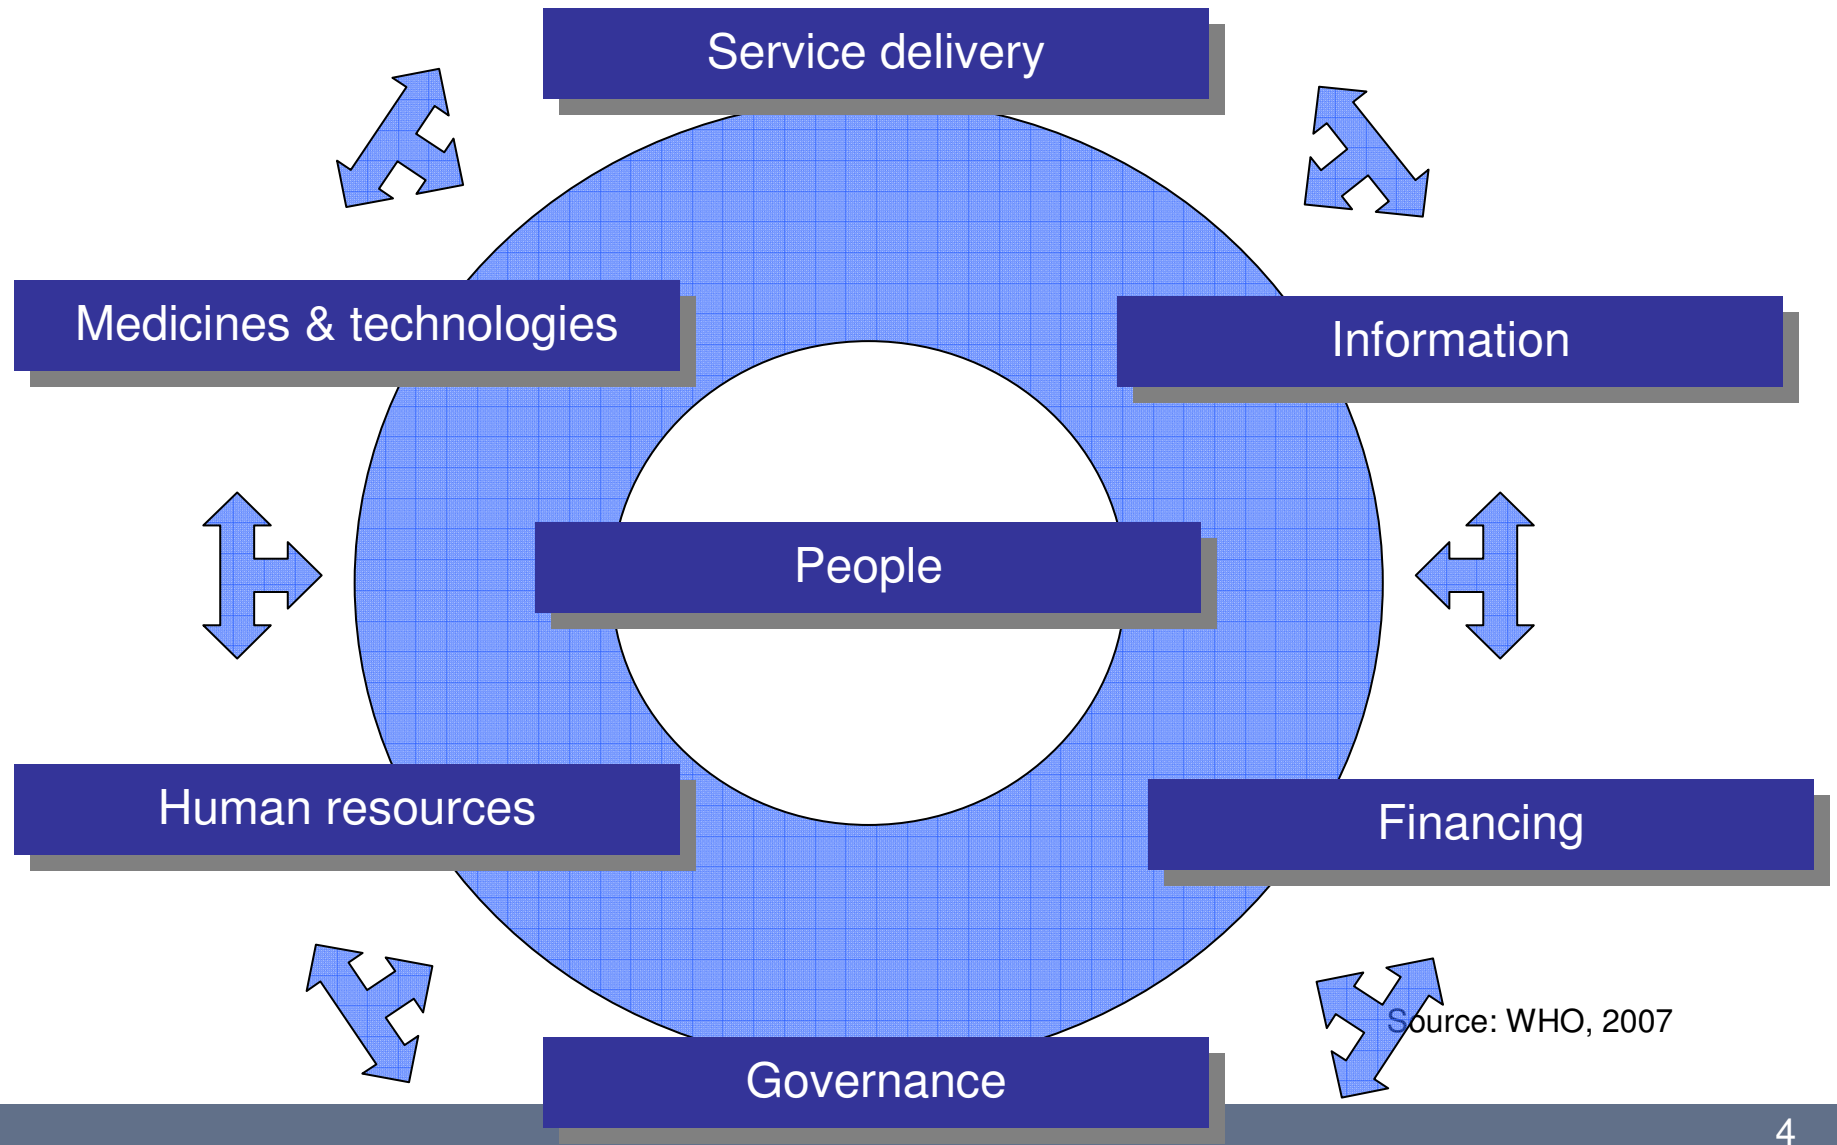 Service delivery
Medicines & technologies
Information
People
Human resources
Financing
Source: WHO, 2007
Governance
4